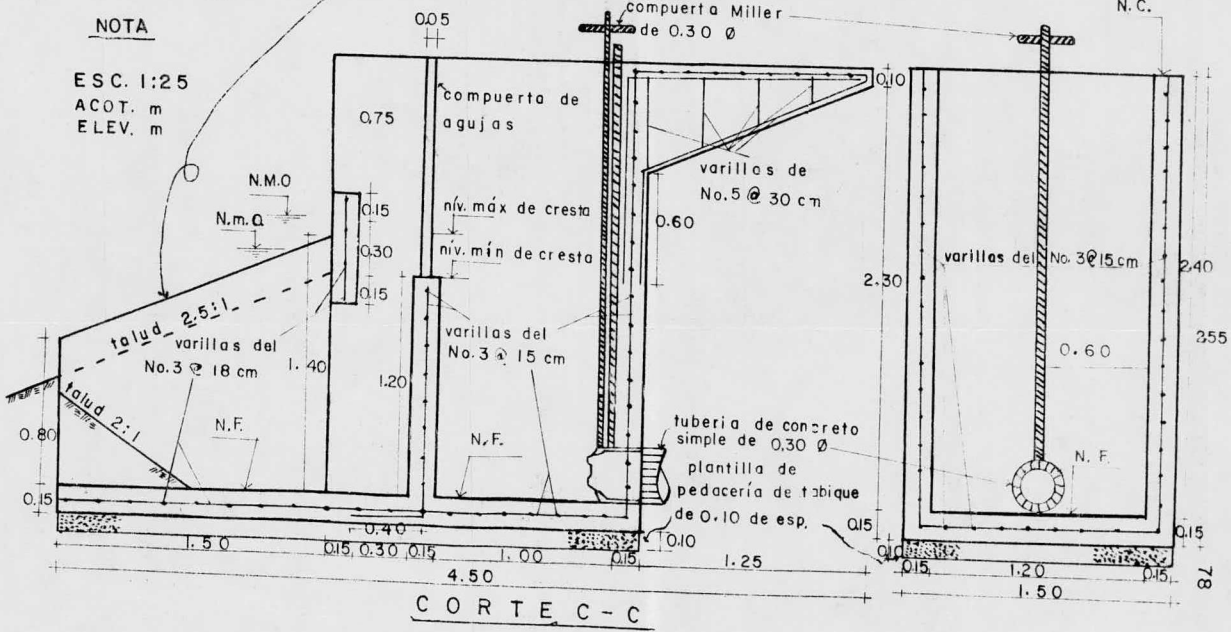 NOTA
ESC. 1:25
ACOT. m
ELEV. m
0.05
compuerta Miller
de 0.30 Ø
N.C.
compuerta de
agujas
0.75
0.10
varillas de
No.5 @ 30 cm
N.M.O
N.m.O.
0.15
0.30
0.15
nív. máx de cresta
nív. mín de cresta
0.60
2.30
varillas del No. 3 @ 15 cm
2.40
2.55
talud 2.5:1
varillas del
No.3 @ 18 cm
1.40
1.20
varillas del
No.3 @ 15 cm
0.60
talud 2:1
0.80
N.F.
N.F.
tuberia de concreto
simple de 0.30 Ø
plantilla de
pedacería de tabique
de 0.10 de esp.
N. F.
0.15
0.15
0.15
0.40
0.10
0.10
1.50
0.15
0.30
0.15
1.00
0.15
1.25
0.15
1.20
0.15
4.50
1.50
78
CORTE C-C